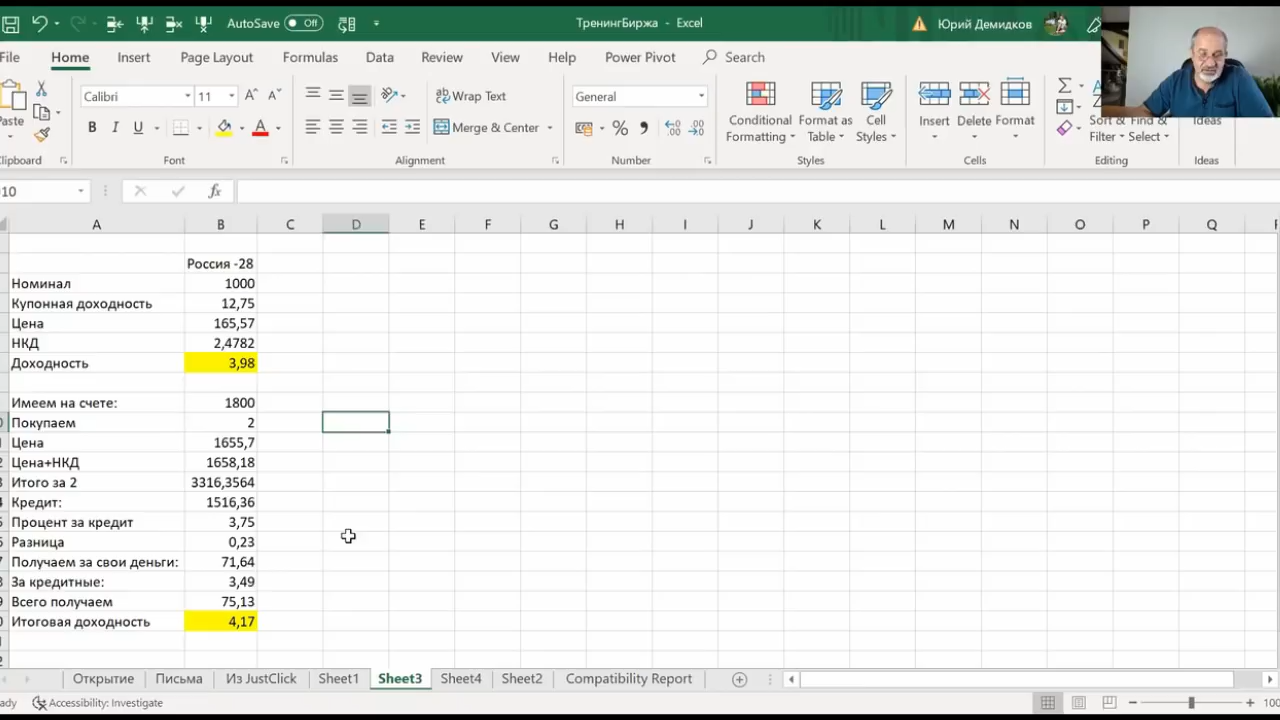 AutoSave Off ТренингБиржа - Excel Юрий Демидков
File Home Insert Page Layout Formulas Data Review View Help Power Pivot Search
Paste
Calibri 11 A A Wrap Text General
B I U A Merge & Center % Conditional Formatting Format as Table Cell Styles Insert Delete Format Sort & Filter Find & Select Ideas
Clipboard Font Alignment Number Styles Cells Editing Ideas
fx
A B C D E F G H I J K L M N O P Q
Россия -28
Номинал 1000
Купонная доходность 12,75
Цена 165,57
НКД 2,4782
Доходность 3,98
Имеем на счете: 1800
Покупаем 2
Цена 1655,7
Цена+НКД 1658,18
Итого за 2 3316,3564
Кредит: 1516,36
Процент за кредит 3,75
Разница 0,23
Получаем за свои деньги: 71,64
За кредитные: 3,49
Всего получаем 75,13
Итоговая доходность 4,17
Открытие Письма Из JustClick Sheet1 Sheet3 Sheet4 Sheet2 Compatibility Report
Accessibility: Investigate 100